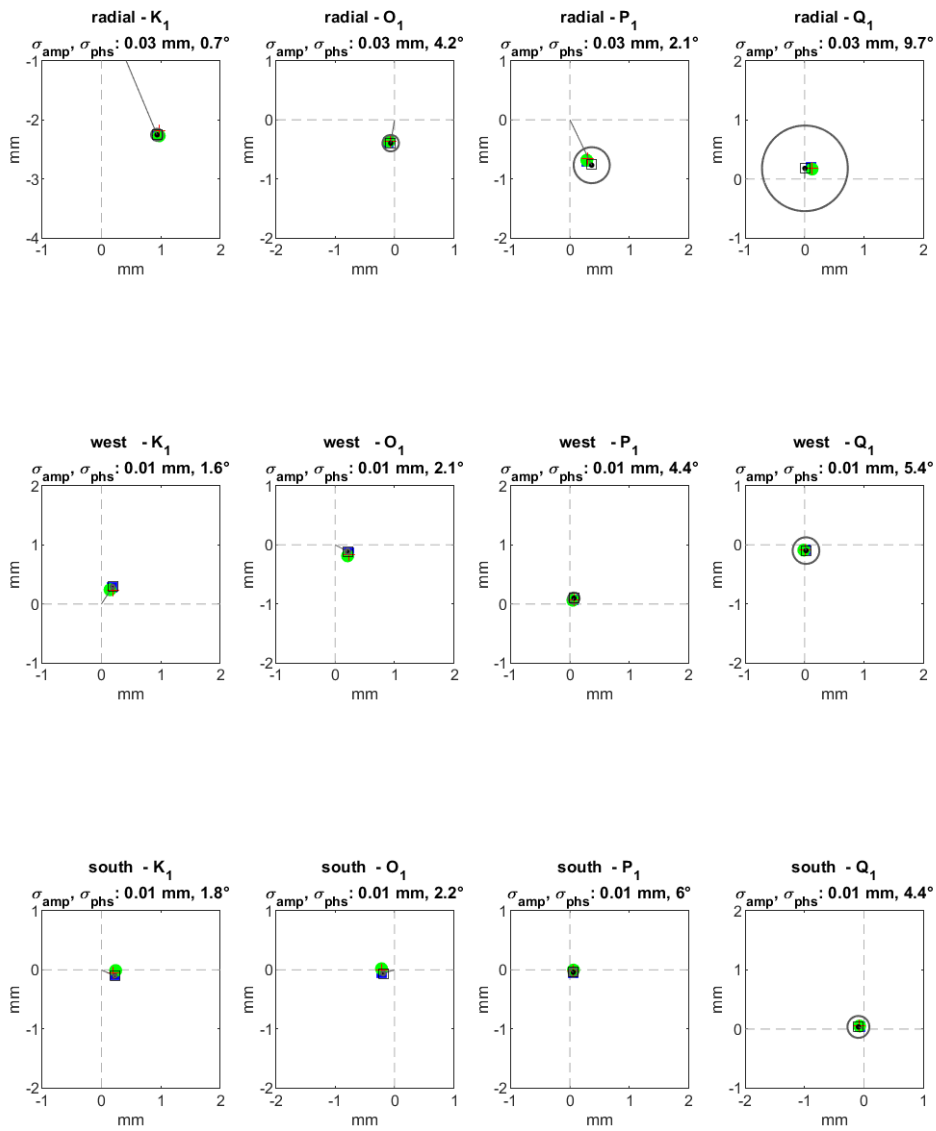 radial - K1
σamp, σphs: 0.03 mm, 0.7°
-1
-2
-3
-4
mm
-1 0 1 2
mm
radial - O1
σamp, σphs: 0.03 mm, 4.2°
1
0
-1
-2
mm
-2 -1 0 1
mm
radial - P1
σamp, σphs: 0.03 mm, 2.1°
1
0
-1
-2
mm
-1 0 1 2
mm
radial - Q1
σamp, σphs: 0.03 mm, 9.7°
2
1
0
-1
mm
-1 0 1 2
mm
west - K1
σamp, σphs: 0.01 mm, 1.6°
2
1
0
-1
mm
-1 0 1 2
mm
west - O1
σamp, σphs: 0.01 mm, 2.1°
1
0
-1
-2
mm
-1 0 1 2
mm
west - P1
σamp, σphs: 0.01 mm, 4.4°
2
1
0
-1
mm
-1 0 1 2
mm
west - Q1
σamp, σphs: 0.01 mm, 5.4°
1
0
-1
-2
mm
-1 0 1 2
mm
south - K1
σamp, σphs: 0.01 mm, 1.8°
1
0
-1
-2
mm
-1 0 1 2
mm
south - O1
σamp, σphs: 0.01 mm, 2.2°
1
0
-1
-2
mm
-2 -1 0 1
mm
south - P1
σamp, σphs: 0.01 mm, 6°
1
0
-1
-2
mm
-1 0 1 2
mm
south - Q1
σamp, σphs: 0.01 mm, 4.4°
2
1
0
-1
mm
-2 -1 0 1
mm